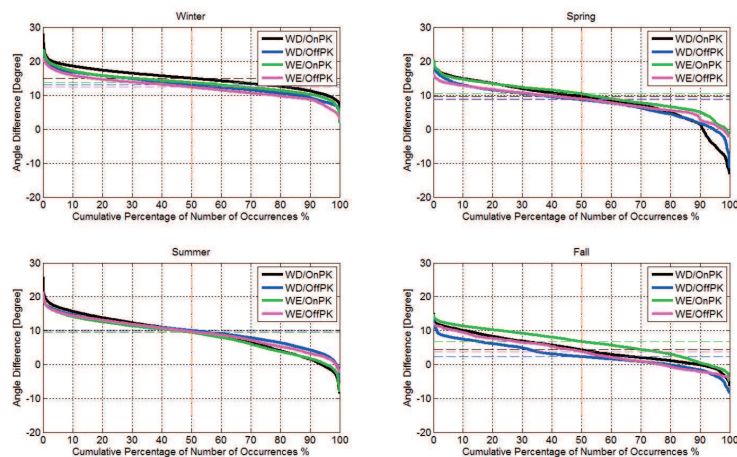 Winter
Angle Difference [Degree]
30
20
10
0
-10
-20
WD/OnPK
WD/OffPK
WE/OnPK
WE/OffPK
0 10 20 30 40 50 60 70 80 90 100
Cumulative Percentage of Number of Occurrences %
Spring
Angle Difference [Degree]
30
20
10
0
10
-20
WD/OnPK
WD/OffPK
WE/OnPK
WE/OffPK
0 10 20 30 40 50 60 70 80 90 100
Cumulative Percentage of Number of Occurrences %
Summer
Angle Difference [Degree]
30
20
10
0
-10
-20
WD/OnPK
WD/OffPK
WE/OnPK
WE/OffPK
0 10 20 30 40 50 60 70 80 90 100
Cumulative Percentage of Number of Occurrences %
Fall
Angle Difference [Degree]
30
20
10
0
-10
-20
WD/OnPK
WD/OffPK
WE/OnPK
WE/OffPK
0 10 20 30 40 50 60 70 80 90 100
Cumulative Percentage of Number of Occurrences %